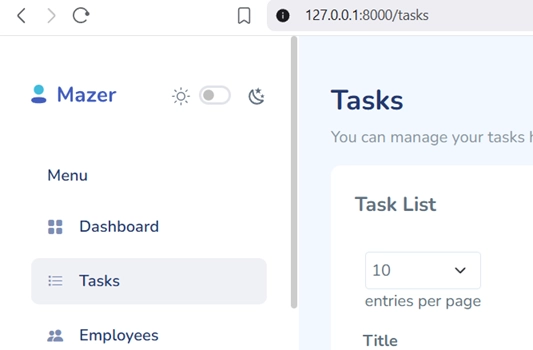 127.0.0.1:8000/tasks
Mazer
Menu
Dashboard
Tasks
Employees
Tasks
You can manage your tasks
Task List
10
entries per page
Title